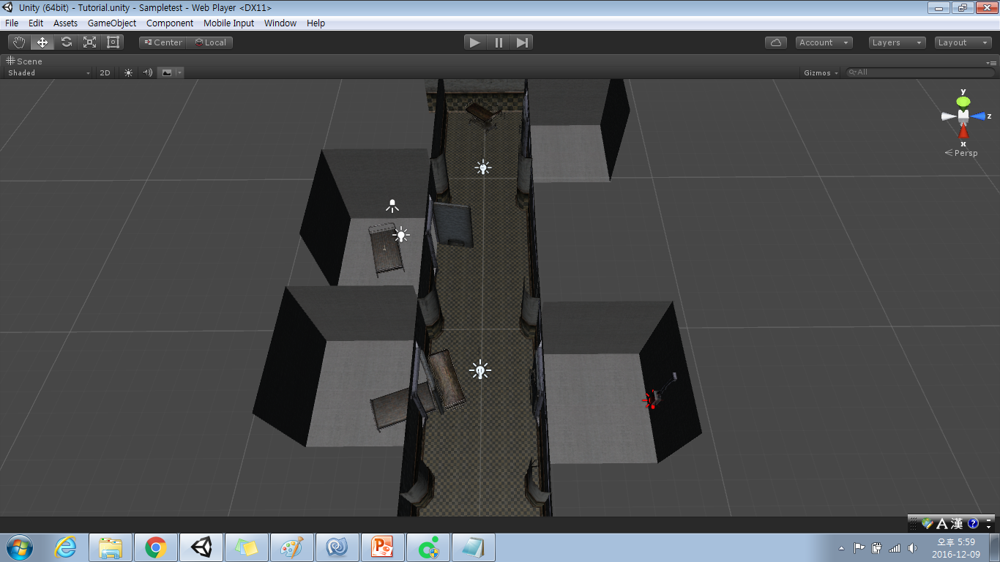 Unity (64bit) - Tutorial.unity - Sampletest - Web Player <DX11>
File Edit Assets GameObject Component Mobile Input Window Help
Center Local Account Layers Layout
Scene
Shaded 2D Gizmos All
y
z
x
Persp
A 漢 ?
오후 5:59
2016-12-09